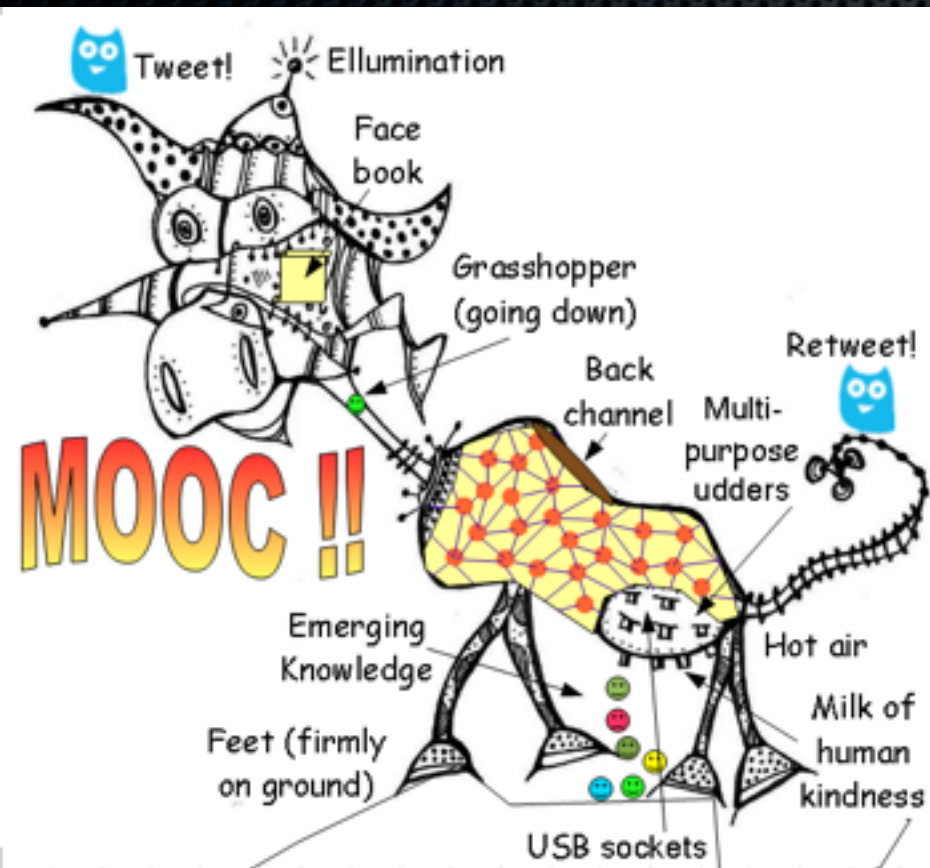 Tweet!
Ellumination
Face
book
Grasshopper
(going down)
Retweet!
Back
channel
Multi-
purpose
udders
MOOC !!
Emerging
Knowledge
Hot air
Feet (firmly
on ground)
Milk of
human
kindness
USB sockets